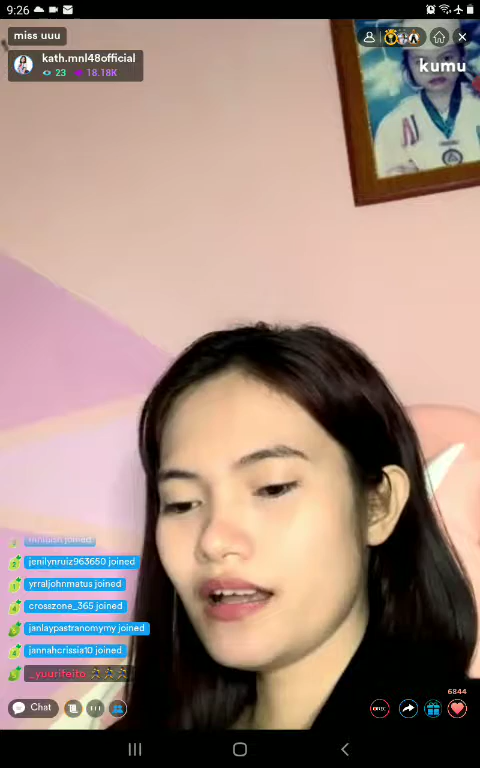 9:26
miss uuu
kath.mnl48official
23 18.18K
kumu
joined
jenilynruiz963650 joined
yrraljohnmatus joined
crosszone_365 joined
janlaypastranomymy joined
jannahcrissia10 joined
_yuurifeito
6844
Chat